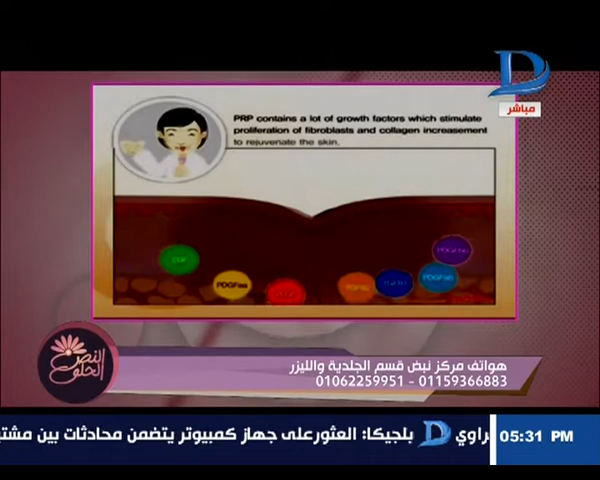 مباشر
PRP contains a lot of growth factors which stimulate
proliferation of fibroblasts and collagen increasement
to rejuvenate the skin.
PDGFaa
PDGFab
النص الحلو
هواتف مركز نبض قسم الجلدية والليزر
01062259951 - 01159366883
راوي بلجيكا: العثور على جهاز كمبيوتر يتضمن محادثات بين مشت
05:31 PM